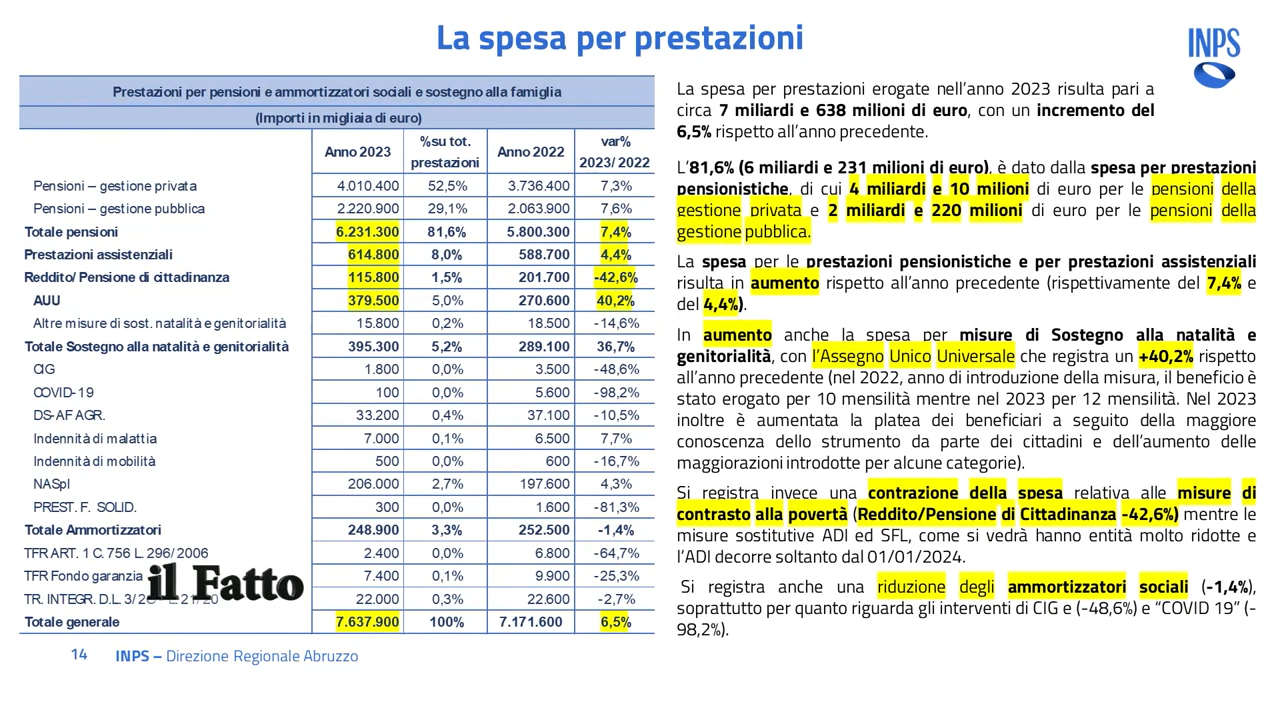 La spesa per prestazioni
INPS
Prestazioni per pensioni e ammortizzatori sociali e sostegno alla famiglia
(Importi in migliaia di euro)
Anno 2023 %su tot. prestazioni Anno 2022 var% 2023/ 2022
Pensioni – gestione privata 4.010.400 52,5% 3.736.400 7,3%
Pensioni – gestione pubblica 2.220.900 29,1% 2.063.900 7,6%
Totale pensioni 6.231.300 81,6% 5.800.300 7,4%
Prestazioni assistenziali 614.800 8,0% 588.700 4,4%
Reddito/ Pensione di cittadinanza 115.800 1,5% 201.700 -42,6%
AUU 379.500 5,0% 270.600 40,2%
Altre misure di sost. natalità e genitorialità 15.800 0,2% 18.500 -14,6%
Totale Sostegno alla natalità e genitorialità 395.300 5,2% 289.100 36,7%
CIG 1.800 0,0% 3.500 -48,6%
COVID-19 100 0,0% 5.600 -98,2%
DS-AF AGR. 33.200 0,4% 37.100 -10,5%
Indennità di malattia 7.000 0,1% 6.500 7,7%
Indennità di mobilità 500 0,0% 600 -16,7%
NASpI 206.000 2,7% 197.600 4,3%
PREST. F. SOLID. 300 0,0% 1.600 -81,3%
Totale Ammortizzatori 248.900 3,3% 252.500 -1,4%
TFR ART. 1 C. 756 L. 296/ 2006 2.400 0,0% 6.800 -64,7%
TFR Fondo garanzia 7.400 0,1% 9.900 -25,3%
il Fatto
TR. INTEGR. D.L. 3/ 22.000 0,3% 22.600 -2,7%
Totale generale 7.637.900 100% 7.171.600 6,5%
La spesa per prestazioni erogate nell’anno 2023 risulta pari a
circa 7 miliardi e 638 milioni di euro, con un incremento del
6,5% rispetto all’anno precedente.
L’81,6% (6 miliardi e 231 milioni di euro), è dato dalla spesa per prestazioni
pensionistiche, di cui 4 miliardi e 10 milioni di euro per le pensioni della
gestione privata e 2 miliardi e 220 milioni di euro per le pensioni della
gestione pubblica.
La spesa per le prestazioni pensionistiche e per prestazioni assistenziali
risulta in aumento rispetto all’anno precedente (rispettivamente del 7,4% e
del 4,4%).
In aumento anche la spesa per misure di Sostegno alla natalità e
genitorialità, con l’Assegno Unico Universale che registra un +40,2% rispetto
all’anno precedente (nel 2022, anno di introduzione della misura, il beneficio è
stato erogato per 10 mensilità mentre nel 2023 per 12 mensilità. Nel 2023
inoltre è aumentata la platea dei beneficiari a seguito della maggiore
conoscenza dello strumento da parte dei cittadini e dell’aumento delle
maggiorazioni introdotte per alcune categorie).
Si registra invece una contrazione della spesa relativa alle misure di
contrasto alla povertà (Reddito/Pensione di Cittadinanza -42,6%) mentre le
misure sostitutive ADI ed SFL, come si vedrà hanno entità molto ridotte e
l’ADI decorre soltanto dal 01/01/2024.
Si registra anche una riduzione degli ammortizzatori sociali (-1,4%),
soprattutto per quanto riguarda gli interventi di CIG e (-48,6%) e “COVID 19” (-
98,2%).
14 INPS – Direzione Regionale Abruzzo